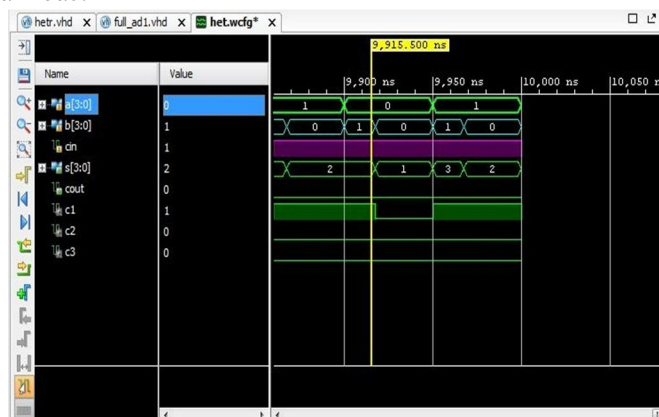 hetr.vhd × full_ad1.vhd × het.wcfg* ×
9,915.500 ns
Name Value
9,900 ns 9,950 ns 10,000 ns 10,050 n
a[3:0] 0 1 0 1
b[3:0] 1 0 1 0 1 0
cin 1
s[3:0] 2 2 1 3 2
cout 0
c1 1
c2 0
c3 0